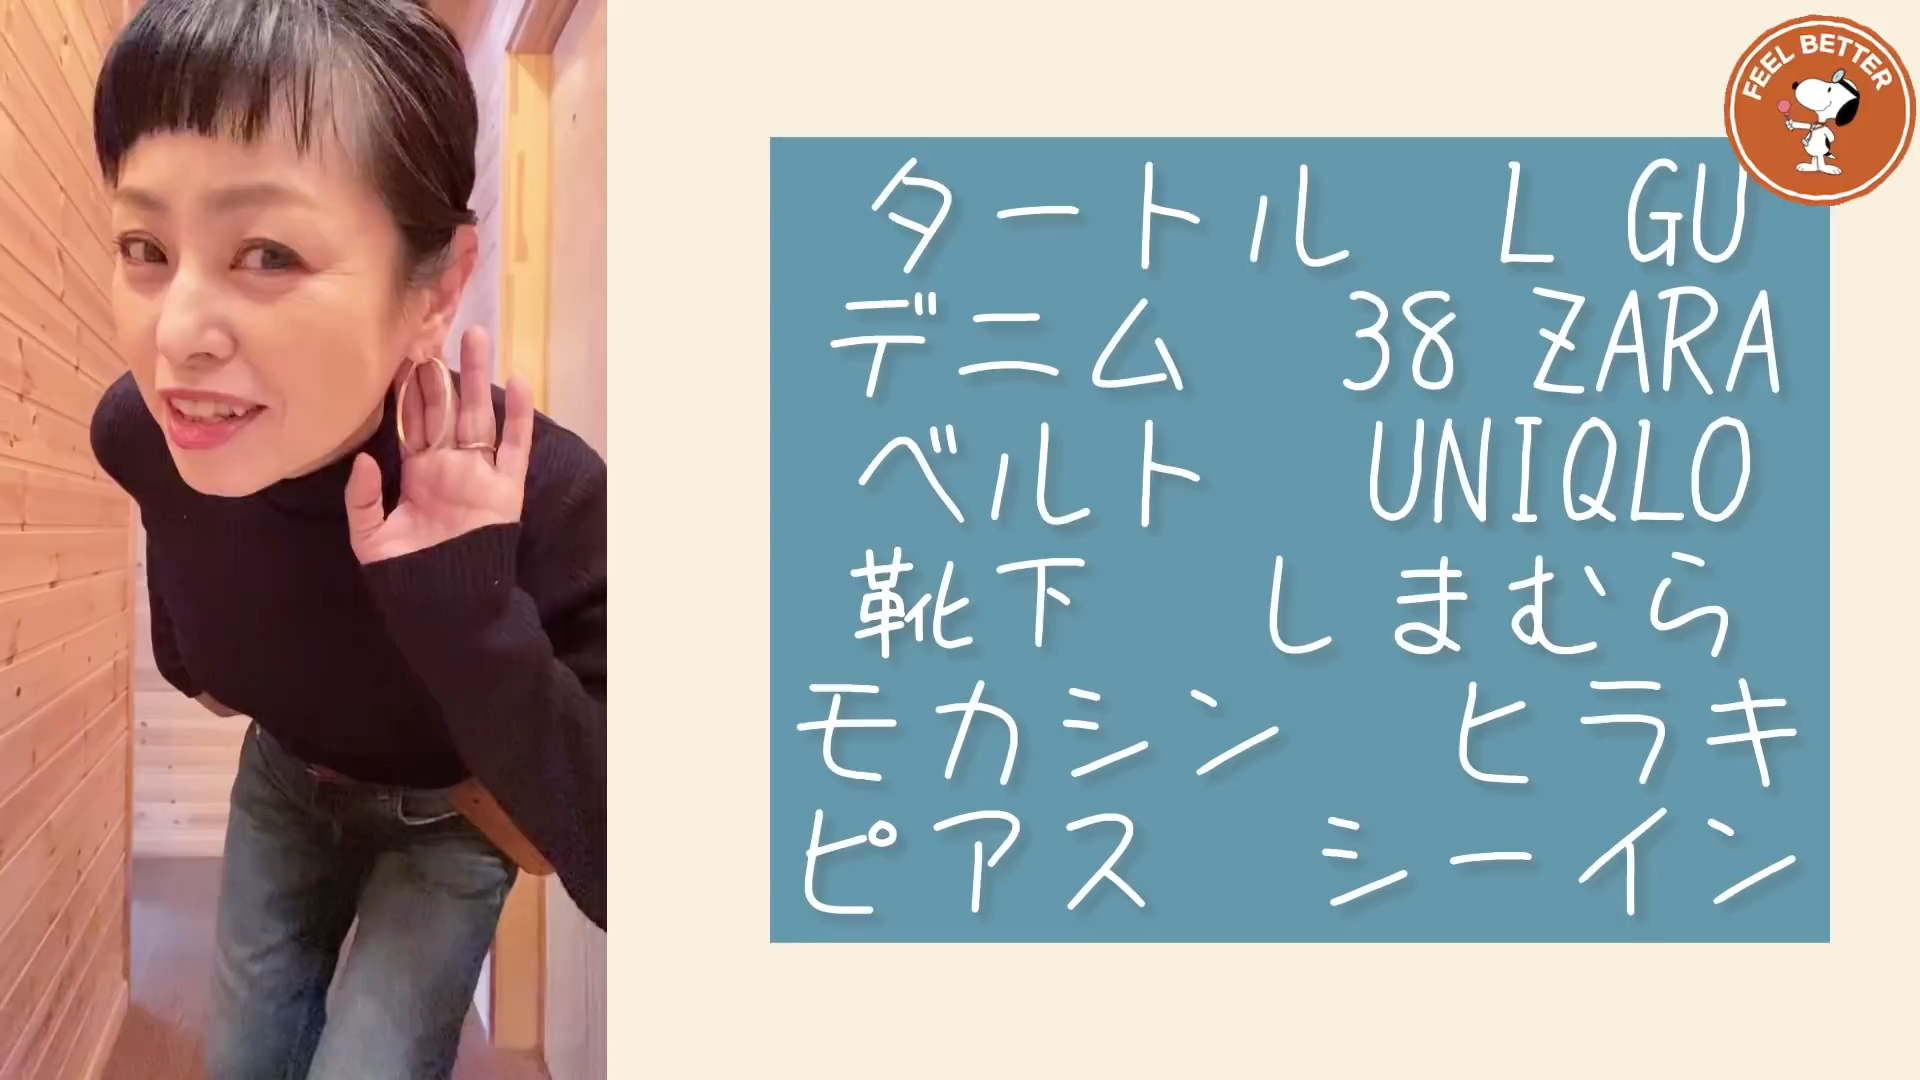 FEEL BETTER
タートル L GU
デニム 38 ZARA
ベルト UNIQLO
靴下 しまむら
モカシン ヒラキ
ピアス シーイン